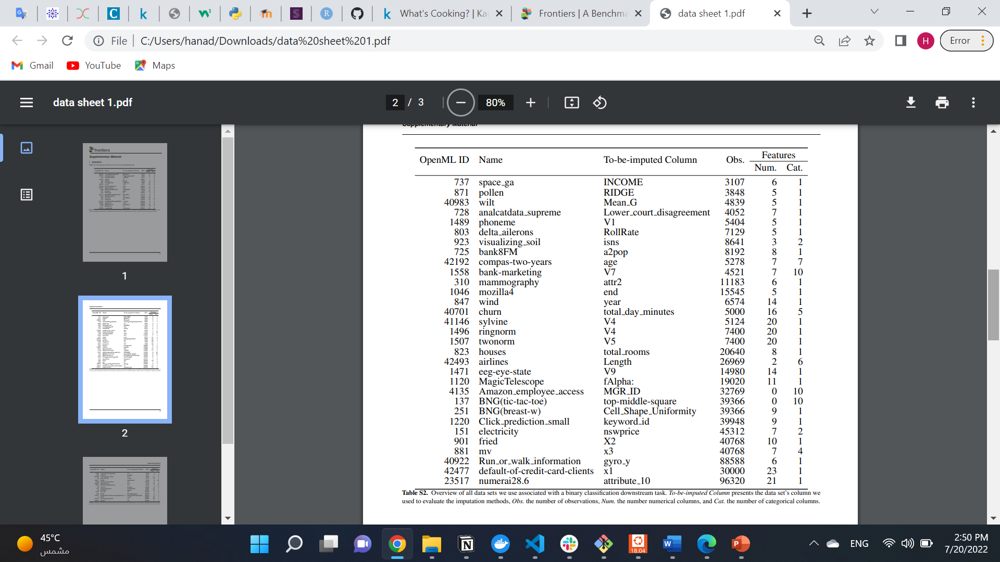 What's Cooking? | Ka
Frontiers | A Benchma
data sheet 1.pdf
File
C:/Users/hanad/Downloads/data%20sheet%201.pdf
H
Error
Gmail
YouTube
Maps
data sheet 1.pdf
2 / 3
80%
frontiers
Supplementary Material
1
2
Supplementary Material
OpenML ID Name To-be-imputed Column Obs. Features
Num. Cat.
737 space_ga INCOME 3107 6 1
871 pollen RIDGE 3848 5 1
40983 wilt Mean_G 4839 5 1
728 analcatdata_supreme Lower_court_disagreement 4052 7 1
1489 phoneme V1 5404 5 1
803 delta_ailerons RollRate 7129 5 1
923 visualizing_soil isns 8641 3 2
725 bank8FM a2pop 8192 8 1
42192 compas-two-years age 5278 7 7
1558 bank-marketing V7 4521 7 10
310 mammography attr2 11183 6 1
1046 mozilla4 end 15545 5 1
847 wind year 6574 14 1
40701 churn total_day_minutes 5000 16 5
41146 sylvine V4 5124 20 1
1496 ringnorm V4 7400 20 1
1507 twonorm V5 7400 20 1
823 houses total_rooms 20640 8 1
42493 airlines Length 26969 2 6
1471 eeg-eye-state V9 14980 14 1
1120 MagicTelescope fAlpha: 19020 11 1
4135 Amazon_employee_access MGR_ID 32769 0 10
137 BNG(tic-tac-toe) top-middle-square 39366 0 10
251 BNG(breast-w) Cell_Shape_Uniformity 39366 9 1
1220 Click_prediction_small keyword_id 39948 9 1
151 electricity nswprice 45312 7 2
901 fried X2 40768 10 1
881 mv x3 40768 7 4
40922 Run_or_walk_information gyro_y 88588 6 1
42477 default-of-credit-card-clients x1 30000 23 1
23517 numerai28.6 attribute_10 96320 21 1
Table S2. Overview of all data sets we use associated with a binary classification downstream task. To-be-imputed Column presents the data set's column we
used to evaluate the imputation methods, Obs. the number of observations, Num. the number numerical columns, and Cat. the number of categorical columns.
45°C
مشمس
18.04
ENG
2:50 PM
7/20/2022